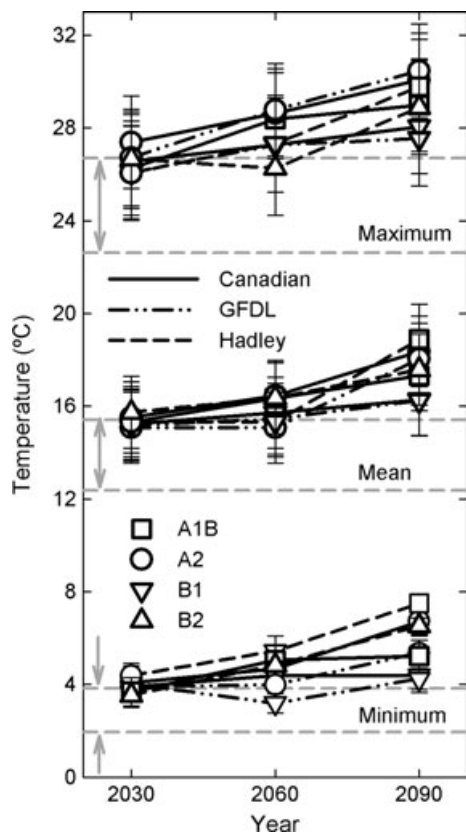 32
28
24
20
16
12
8
4
0
Temperature (ºC)
Maximum
Canadian
GFDL
Hadley
Mean
A1B
A2
B1
B2
Minimum
2030 2060 2090
Year